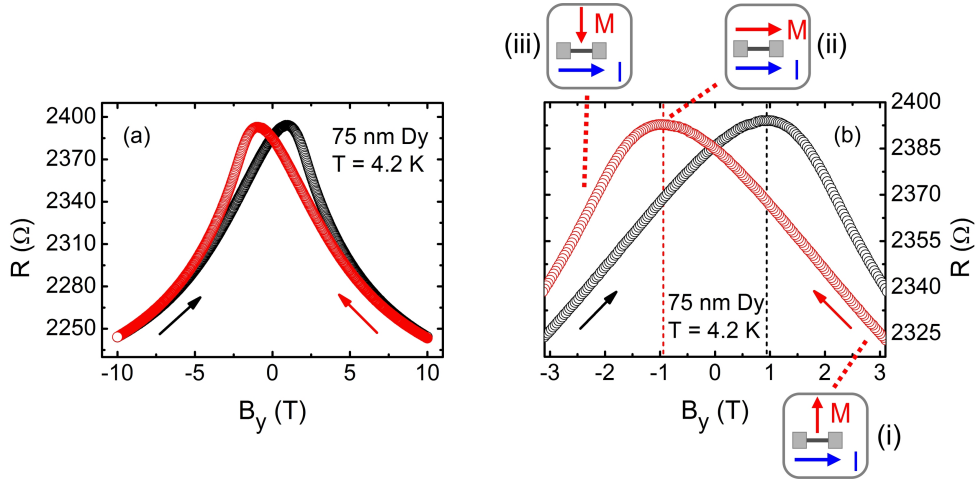 (iii)
M
I
M
I
(ii)
(a)
75 nm Dy
T = 4.2 K
2400
2370
2340
2310
2280
2250
R (Ω)
-10
-5
0
5
10
B_y (T)
(b)
75 nm Dy
T = 4.2 K
2400
2385
2370
2355
2340
2325
R (Ω)
-3
-2
-1
0
1
2
3
B_y (T)
M
I
(i)